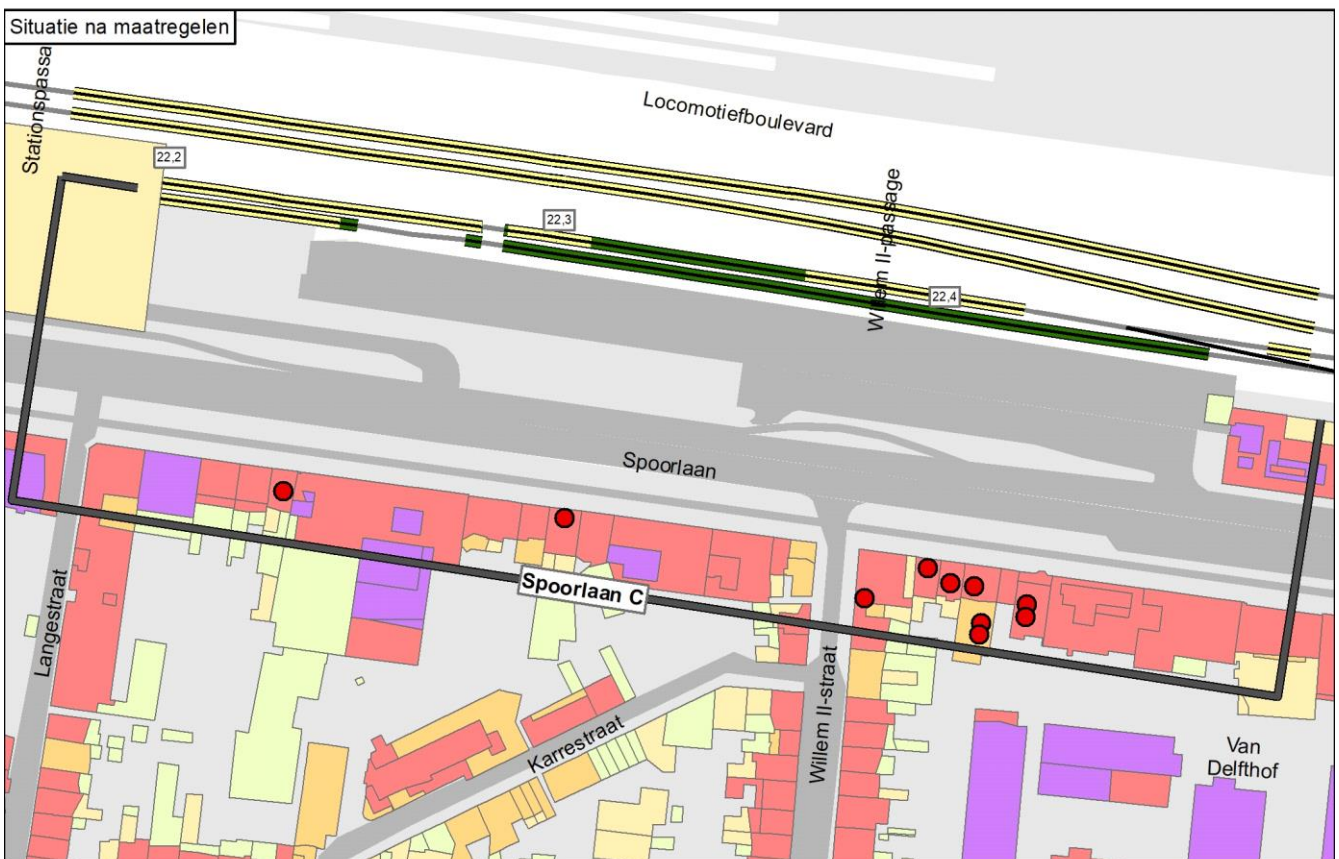 Situatie na maatregelen
Stationspassa
Locomotiefboulevard
22,2
22,3
Willem II-passage
22,4
Spoorlaan
Spoorlaan C
Langestraat
Karrestraat
Willem II-straat
Van
Delfthof